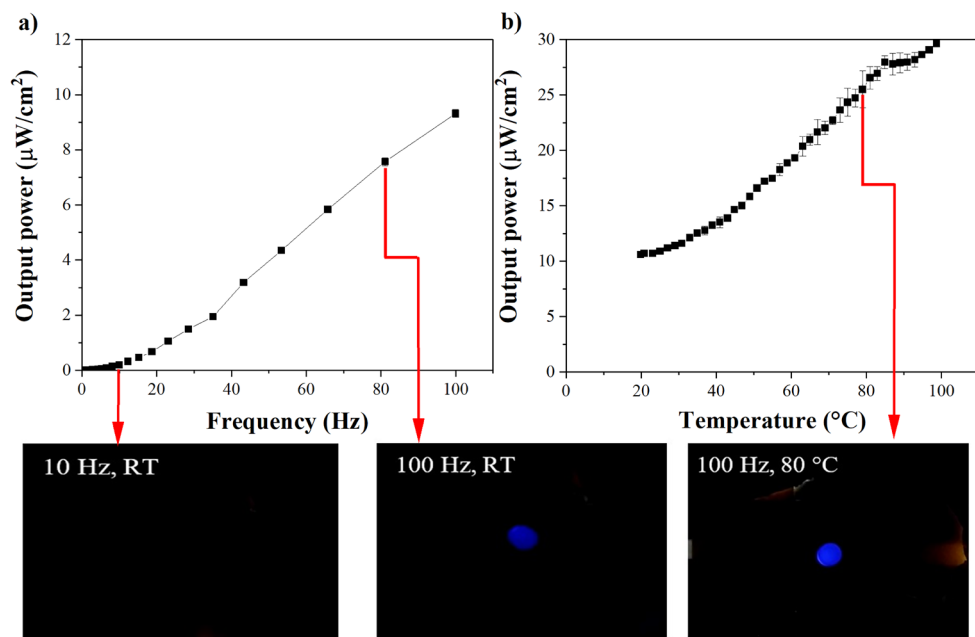 a)
12
10
8
6
4
2
0
Output power (μW/cm²)
0 20 40 60 80 100
Frequency (Hz)
b)
30
25
20
15
10
5
0
Output power (μW/cm²)
0 20 40 60 80 100
Temperature (°C)
10 Hz, RT
100 Hz, RT
100 Hz, 80 °C